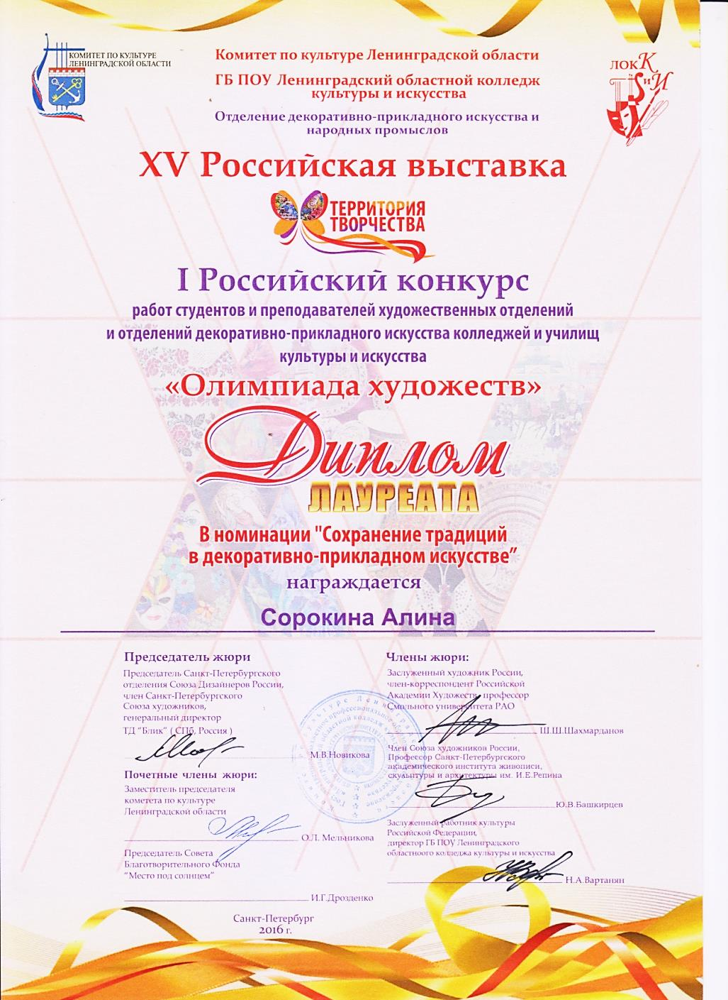 КОМИТЕТ ПО КУЛЬТУРЕ
ЛЕНИНГРАДСКОЙ ОБЛАСТИ
Комитет по культуре Ленинградской области
ГБ ПОУ Ленинградский областной колледж
культуры и искусства
Отделение декоративно-прикладного искусства и
народных промыслов
ЛОК К и И
XV Российская выставка
ТЕРРИТОРИЯ
ТВОРЧЕСТВА
I Российский конкурс
работ студентов и преподавателей художественных отделений
и отделений декоративно-прикладного искусства колледжей и училищ
культуры и искусства
«Олимпиада художеств»
Диплом
ЛАУРЕАТА
В номинации "Сохранение традиций
в декоративно-прикладном искусстве”
награждается
Сорокина Алина
Председатель жюри
Председатель Санкт-Петербургского
отделения Союза Дизайнеров России,
член Санкт-Петербургского
Союза художников,
генеральный директор
ТД “Блик” ( СПб, Россия )
М.В.Новикова
Почетные члены жюри:
Заместитель председателя
кометета по культуре
Ленинградской области
О.Л. Мельникова
Председатель Совета
Благотворительного Фонда
“Место под солнцем”
И.Г.Дрозденко
Члены жюри:
Заслуженный художник России,
член-корреспондент Российской
Академии Художеств, профессор
Смольного университета РАО
Ш.Ш.Шахмарданов
Член Союза художников России,
Профессор Санкт-Петербургского
академического института живописи,
скульптуры и архитектуры им. И.Е.Репина
Ю.В.Башкирцев
Заслуженный работник культуры
Российской Федерации,
директор ГБ ПОУ Ленинградского
областноого колледжа культуры и искусства
Н.А.Вартанян
Санкт-Петербург
2016 г.